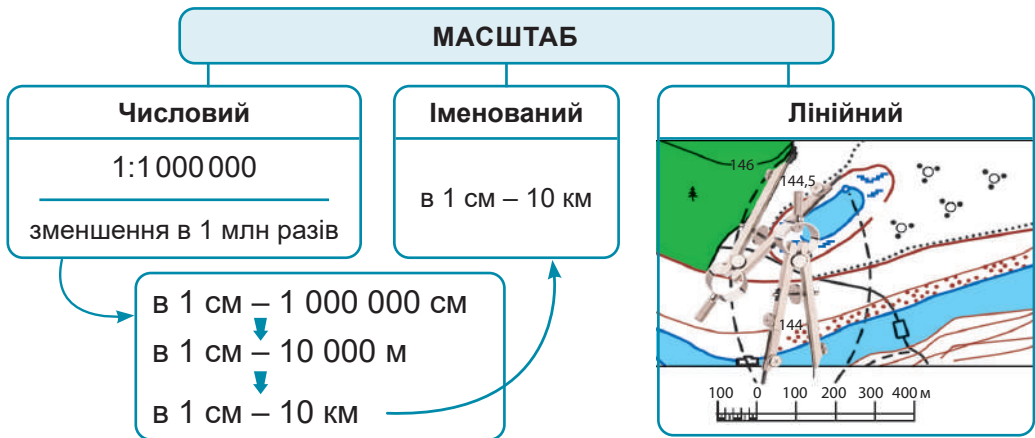 МАСШТАБ
Числовий
1:1 000 000
зменшення в 1 млн разів
в 1 см – 1 000 000 см
в 1 см – 10 000 м
в 1 см – 10 км
Іменований
в 1 см – 10 км
Лінійний
146
144,5
144
100 0 100 200 300 400 м